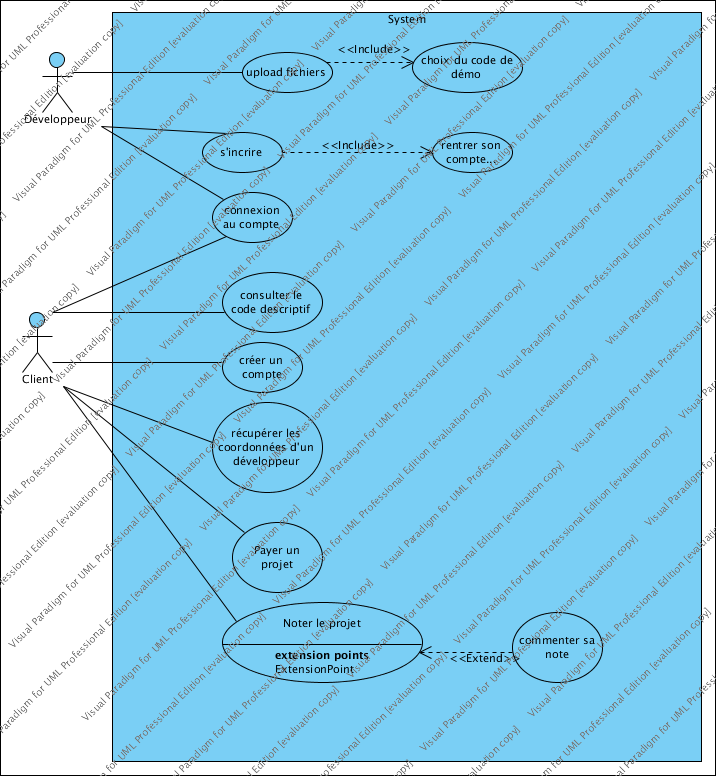 System
<<Include>>
upload fichiers
choix du code de
démo
Développeur
s'incrire
<<Include>>
rentrer son
compte...
connexion
au compte
consulter le
code descriptif
Client
créer un
compte
récupérer les
coordonnées d'un
développeur
Payer un
projet
Noter le projet
extension points
ExtensionPoint
<<Extend>>
commenter sa
note
Visual Paradigm for UML Professional Edition [evaluation copy]